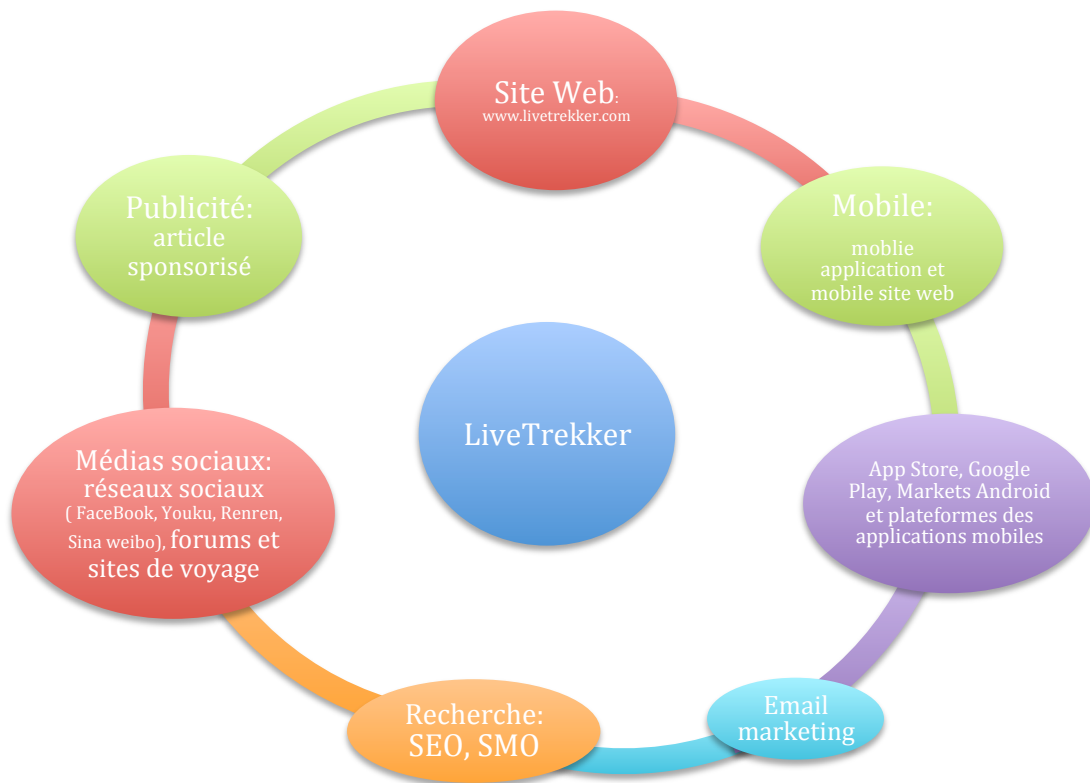 Site Web:
www.livetrekker.com
Mobile:
moblie
application et
mobile site web
App Store, Google
Play, Markets Android
et plateformes des
applications mobiles
Email
marketing
Recherche:
SEO, SMO
Médias sociaux:
réseaux sociaux
( FaceBook, Youku, Renren,
Sina weibo), forums et
sites de voyage
Publicité:
article
sponsorisé
LiveTrekker